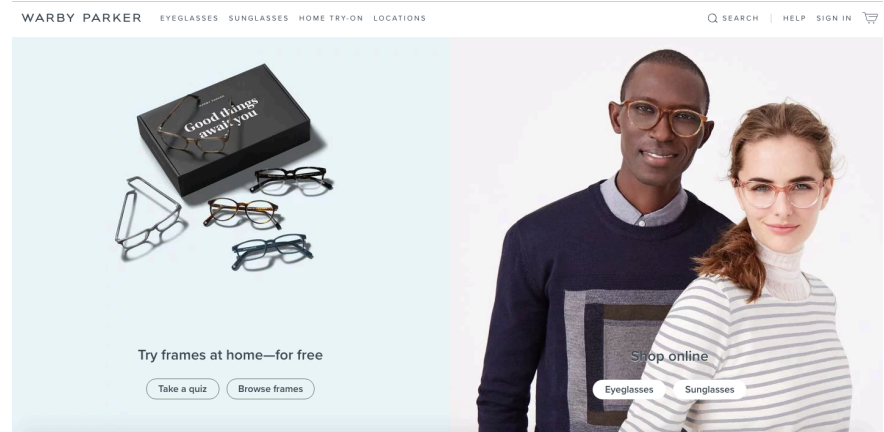 WARBY PARKER EYEGLASSES SUNGLASSES HOME TRY-ON LOCATIONS SEARCH HELP SIGN IN
Good things
await you
Try frames at home—for free
Take a quiz Browse frames
Shop online
Eyeglasses Sunglasses